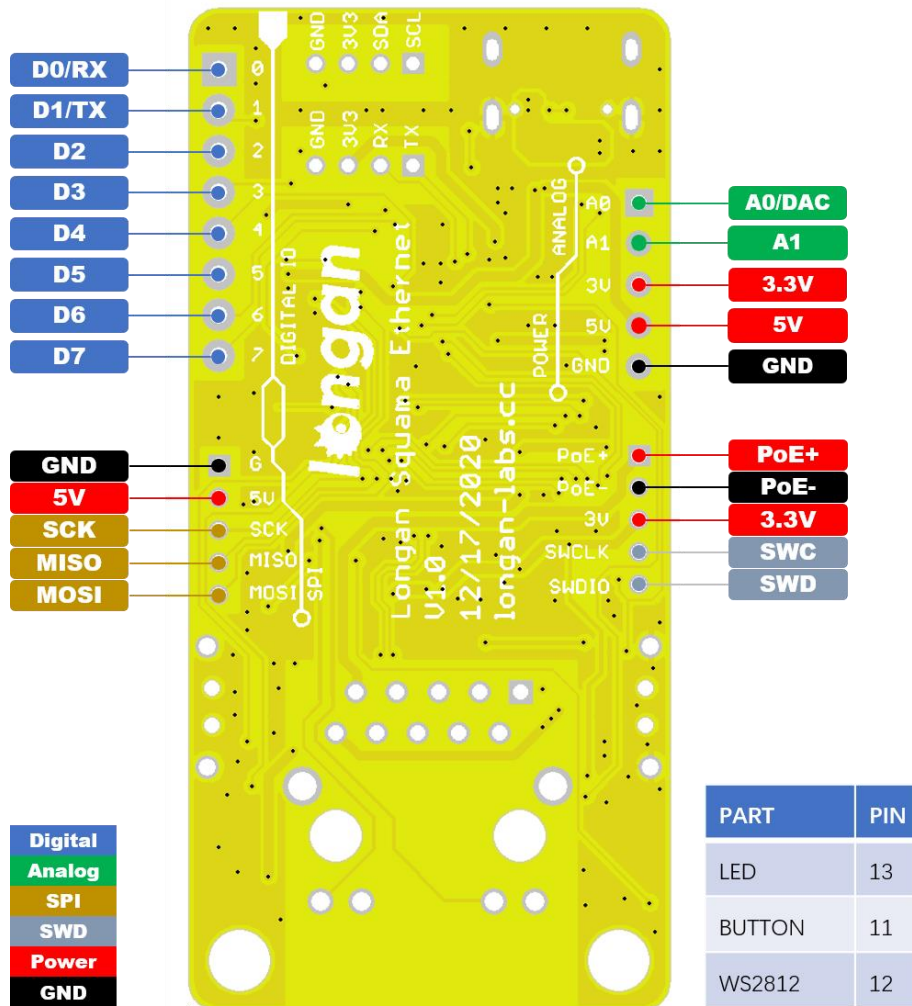 D0/RX
D1/TX
D2
D3
D4
D5
D6
D7
GND
5V
SCK
MISO
MOSI
0
1
2
3
4
5
6
7
DIGITAL IO
G
5V
SCK
MISO
MOSI
SPI
GND 3V3 SDA SCL
GND 3V3 RX TX
longan
Longan Squama Ethernet
V1.0
12/17/2020
longan-labs.cc
ANALOG
POWER
A0
A1
3V
5V
GND
PoE+
PoE-
3V
SWCLK
SWDIO
A0/DAC
A1
3.3V
5V
GND
PoE+
PoE-
3.3V
SWC
SWD
Digital
Analog
SPI
SWD
Power
GND
PART PIN
LED 13
BUTTON 11
WS2812 12